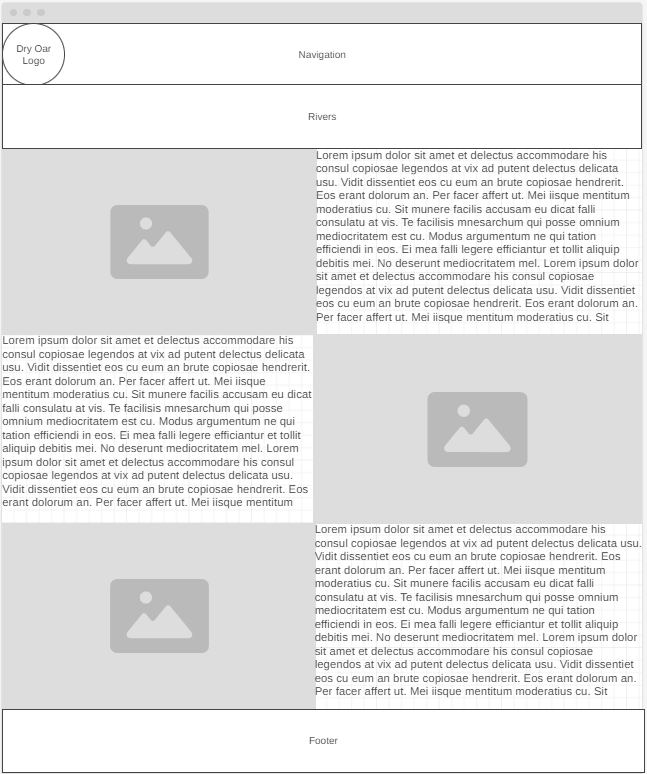 Dry Oar
Logo
Navigation
Rivers
Lorem ipsum dolor sit amet et delectus accommodare his
consul copiosae legendos at vix ad putent delectus delicata
usu. Vidit dissentiet eos cu eum an brute copiosae hendrerit.
Eos erant dolorum an. Per facer affert ut. Mei iisque mentitum
moderatius cu. Sit munere facilis accusam eu dicat falli
consulatu at vis. Te facilisis mnesarchum qui posse omnium
mediocritatem est cu. Modus argumentum ne qui tation
efficiendi in eos. Ei mea falli legere efficiantur et tollit aliquip
debitis mei. No deserunt mediocritatem mel. Lorem ipsum dolor
sit amet et delectus accommodare his consul copiosae
legendos at vix ad putent delectus delicata usu. Vidit dissentiet
eos cu eum an brute copiosae hendrerit. Eos erant dolorum an.
Per facer affert ut. Mei iisque mentitum moderatius cu. Sit
Lorem ipsum dolor sit amet et delectus accommodare his
consul copiosae legendos at vix ad putent delectus delicata
usu. Vidit dissentiet eos cu eum an brute copiosae hendrerit.
Eos erant dolorum an. Per facer affert ut. Mei iisque
mentitum moderatius cu. Sit munere facilis accusam eu dicat
falli consulatu at vis. Te facilisis mnesarchum qui posse
omnium mediocritatem est cu. Modus argumentum ne qui
tation efficiendi in eos. Ei mea falli legere efficiantur et tollit
aliquip debitis mei. No deserunt mediocritatem mel. Lorem
ipsum dolor sit amet et delectus accommodare his consul
copiosae legendos at vix ad putent delectus delicata usu.
Vidit dissentiet eos cu eum an brute copiosae hendrerit. Eos
erant dolorum an. Per facer affert ut. Mei iisque mentitum
Lorem ipsum dolor sit amet et delectus accommodare his
consul copiosae legendos at vix ad putent delectus delicata usu.
Vidit dissentiet eos cu eum an brute copiosae hendrerit. Eos
erant dolorum an. Per facer affert ut. Mei iisque mentitum
moderatius cu. Sit munere facilis accusam eu dicat falli
consulatu at vis. Te facilisis mnesarchum qui posse omnium
mediocritatem est cu. Modus argumentum ne qui tation
efficiendi in eos. Ei mea falli legere efficiantur et tollit aliquip
debitis mei. No deserunt mediocritatem mel. Lorem ipsum dolor
sit amet et delectus accommodare his consul copiosae
legendos at vix ad putent delectus delicata usu. Vidit dissentiet
eos cu eum an brute copiosae hendrerit. Eos erant dolorum an.
Per facer affert ut. Mei iisque mentitum moderatius cu. Sit
Footer